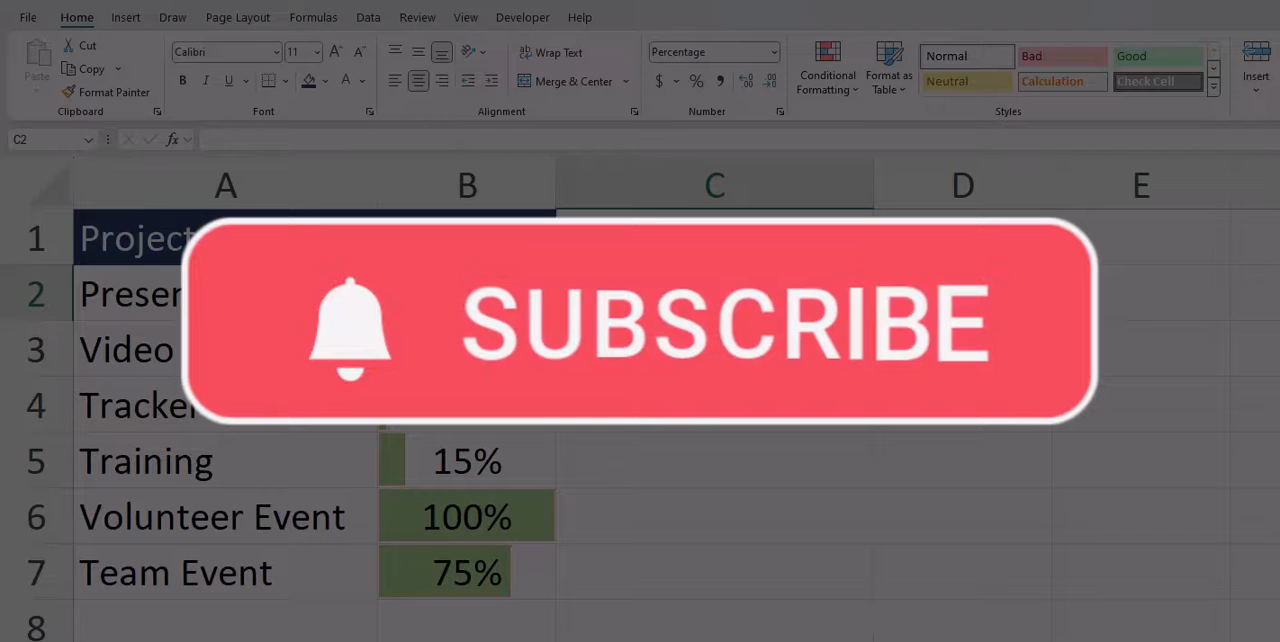 File Home Insert Draw Page Layout Formulas Data Review View Developer Help
Cut
Copy
Format Painter
Paste
Clipboard
Calibri 11
B I U
Font
Wrap Text
Merge & Center
Alignment
Percentage
$ %
Number
Conditional Formatting
Format as Table
Normal Bad Good
Neutral Calculation Check Cell
Styles
Insert
C2 fx
A B C D E
1 Project
2
3 Video
4
5 Training 15%
6 Volunteer Event 100%
7 Team Event 75%
8
SUBSCRIBE